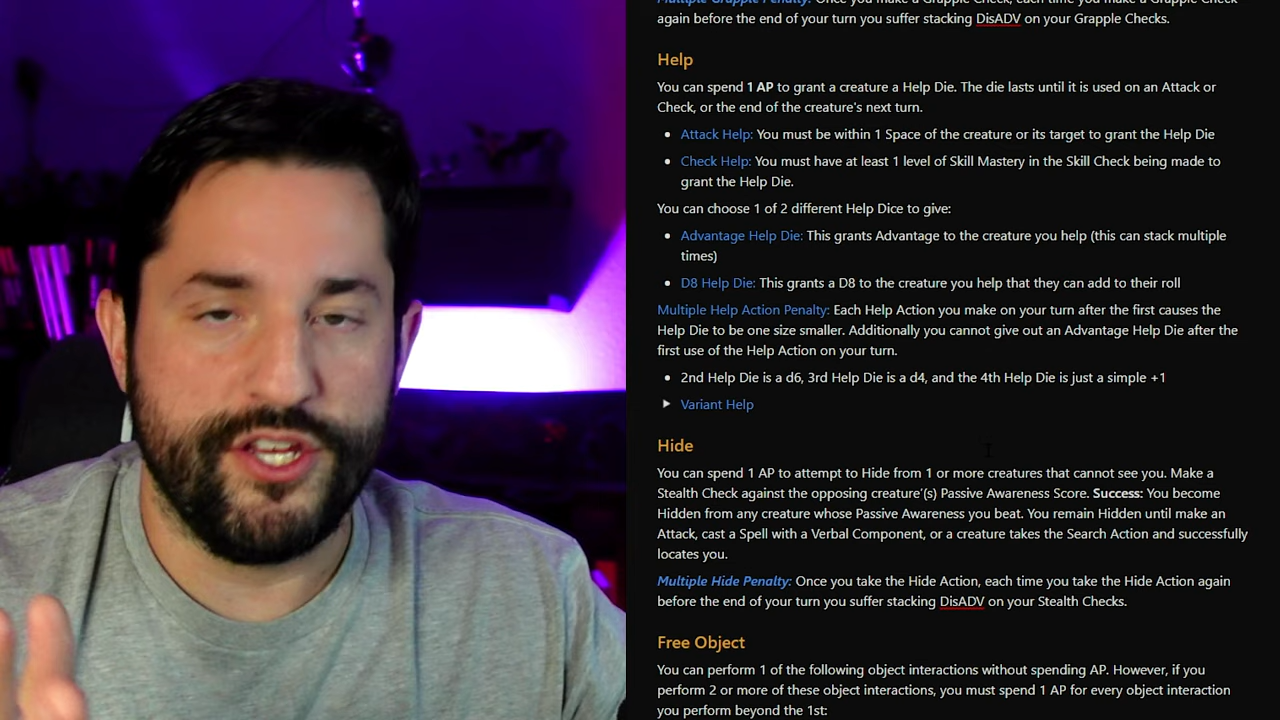 Multiple Grapple Penalty: Once you make a Grapple Check, each time you make a Grapple Check
again before the end of your turn you suffer stacking DisADV on your Grapple Checks.
Help
You can spend 1 AP to grant a creature a Help Die. The die lasts until it is used on an Attack or
Check, or the end of the creature's next turn.
Attack Help: You must be within 1 Space of the creature or its target to grant the Help Die
Check Help: You must have at least 1 level of Skill Mastery in the Skill Check being made to
grant the Help Die.
You can choose 1 of 2 different Help Dice to give:
Advantage Help Die: This grants Advantage to the creature you help (this can stack multiple
times)
D8 Help Die: This grants a D8 to the creature you help that they can add to their roll
Multiple Help Action Penalty: Each Help Action you make on your turn after the first causes the
Help Die to be one size smaller. Additionally you cannot give out an Advantage Help Die after the
first use of the Help Action on your turn.
2nd Help Die is a d6, 3rd Help Die is a d4, and the 4th Help Die is just a simple +1
Variant Help
Hide
You can spend 1 AP to attempt to Hide from 1 or more creatures that cannot see you. Make a
Stealth Check against the opposing creature'(s) Passive Awareness Score. Success: You become
Hidden from any creature whose Passive Awareness you beat. You remain Hidden until make an
Attack, cast a Spell with a Verbal Component, or a creature takes the Search Action and successfully
locates you.
Multiple Hide Penalty: Once you take the Hide Action, each time you take the Hide Action again
before the end of your turn you suffer stacking DisADV on your Stealth Checks.
Free Object
You can perform 1 of the following object interactions without spending AP. However, if you
perform 2 or more of these object interactions, you must spend 1 AP for every object interaction
you perform beyond the 1st: